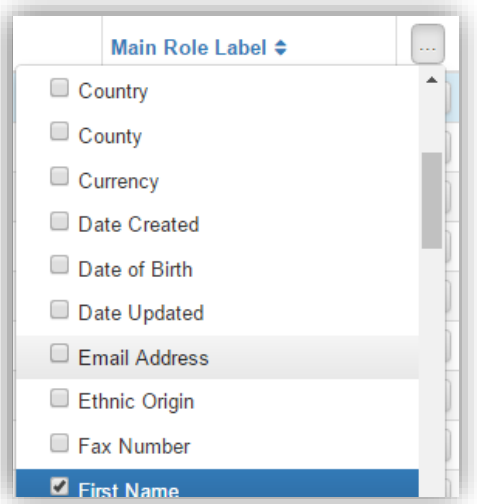 Main Role Label
...
Country
County
Currency
Date Created
Date of Birth
Date Updated
Email Address
Ethnic Origin
Fax Number
First Name